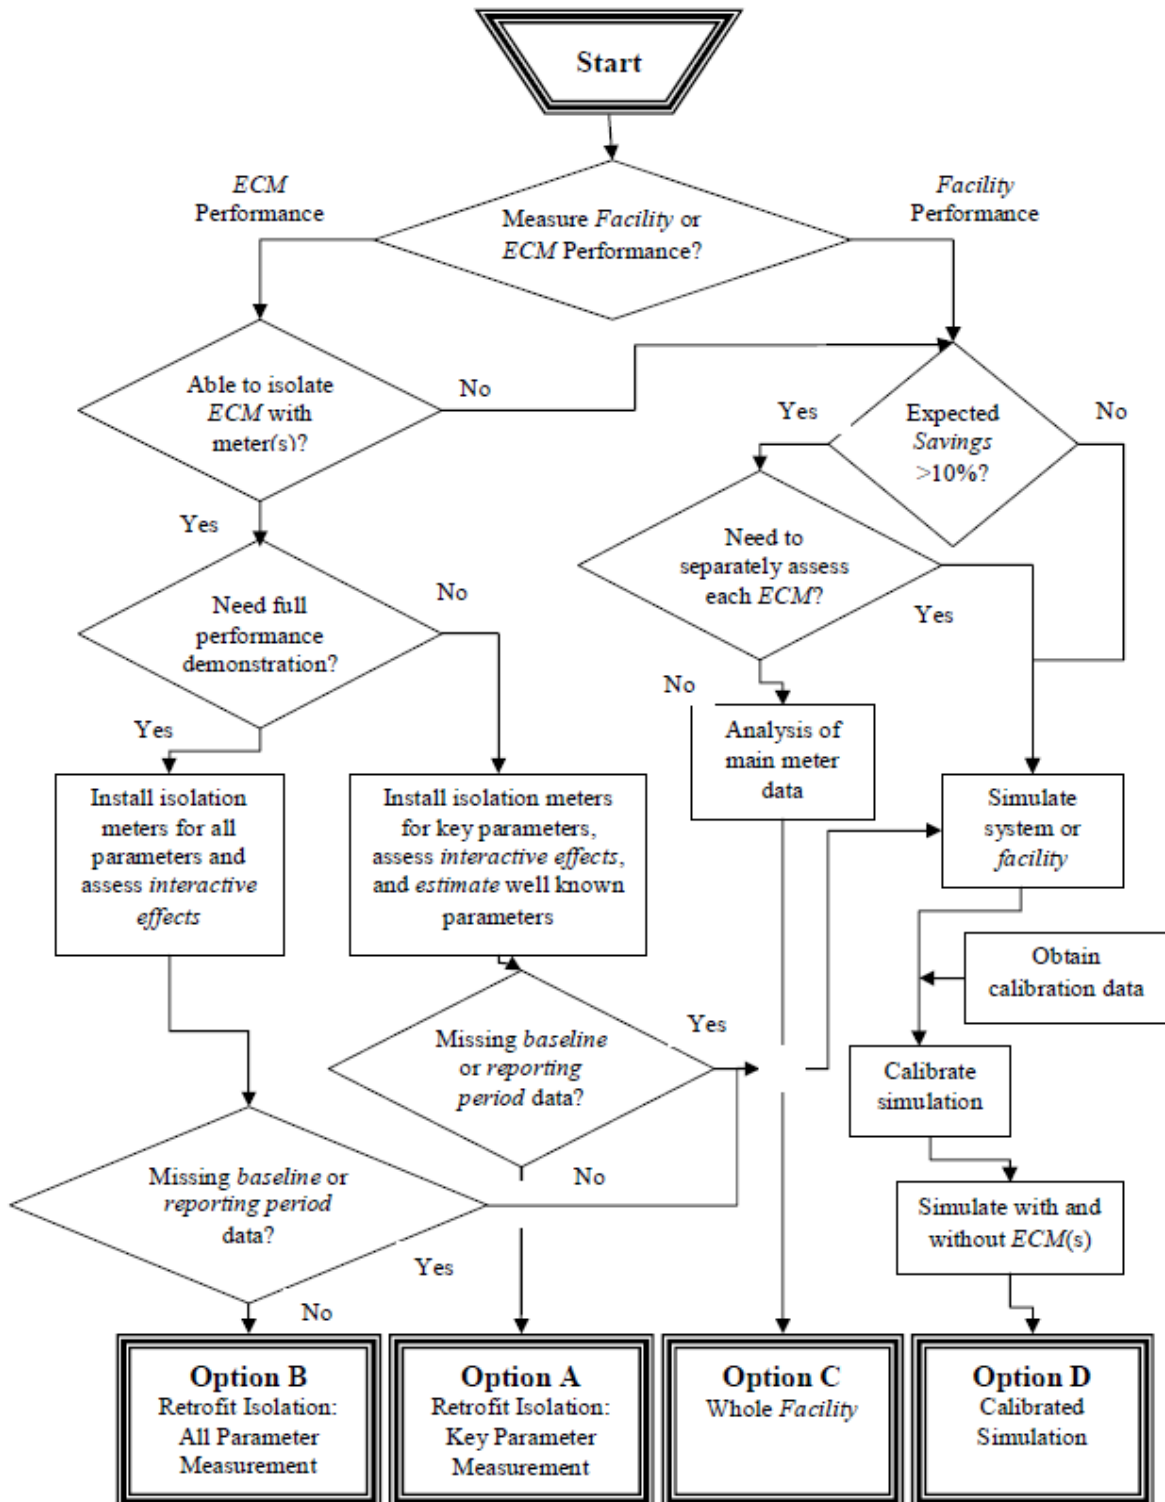 Start
ECM
Performance
Facility
Performance
Measure Facility or
ECM Performance?
Able to isolate
ECM with
meter(s)?
No
Yes
Expected
Savings
>10%?
No
Yes
Need to
separately assess
each ECM?
Yes
No
Need full
performance
demonstration?
No
Yes
Analysis of
main meter
data
Install isolation
meters for all
parameters and
assess interactive
effects
Install isolation meters
for key parameters,
assess interactive effects,
and estimate well known
parameters
Simulate
system or
facility
Obtain
calibration data
Yes
Missing baseline
or reporting
period data?
No
Calibrate
simulation
Missing baseline or
reporting period
data?
Yes
No
Simulate with and
without ECM(s)
Option B
Retrofit Isolation:
All Parameter
Measurement
Option A
Retrofit Isolation:
Key Parameter
Measurement
Option C
Whole Facility
Option D
Calibrated
Simulation